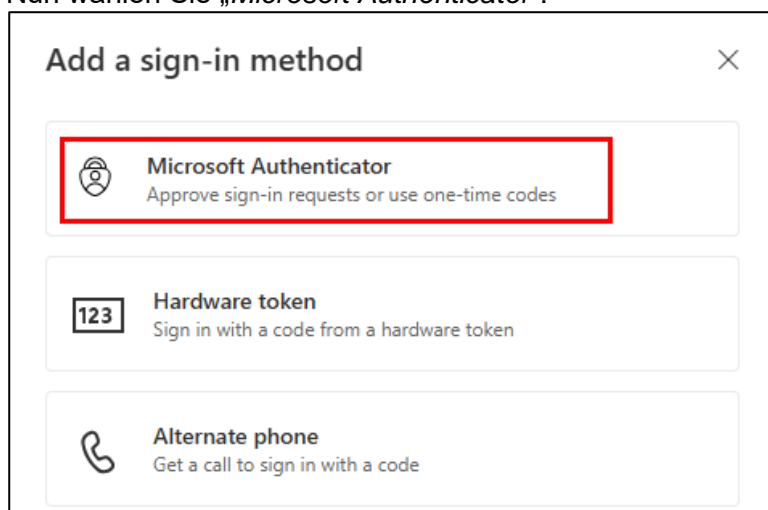 Nun wählen Sie „Microsoft Authenticator“.
Add a sign-in method
Microsoft Authenticator
Approve sign-in requests or use one-time codes
123
Hardware token
Sign in with a code from a hardware token
Alternate phone
Get a call to sign in with a code